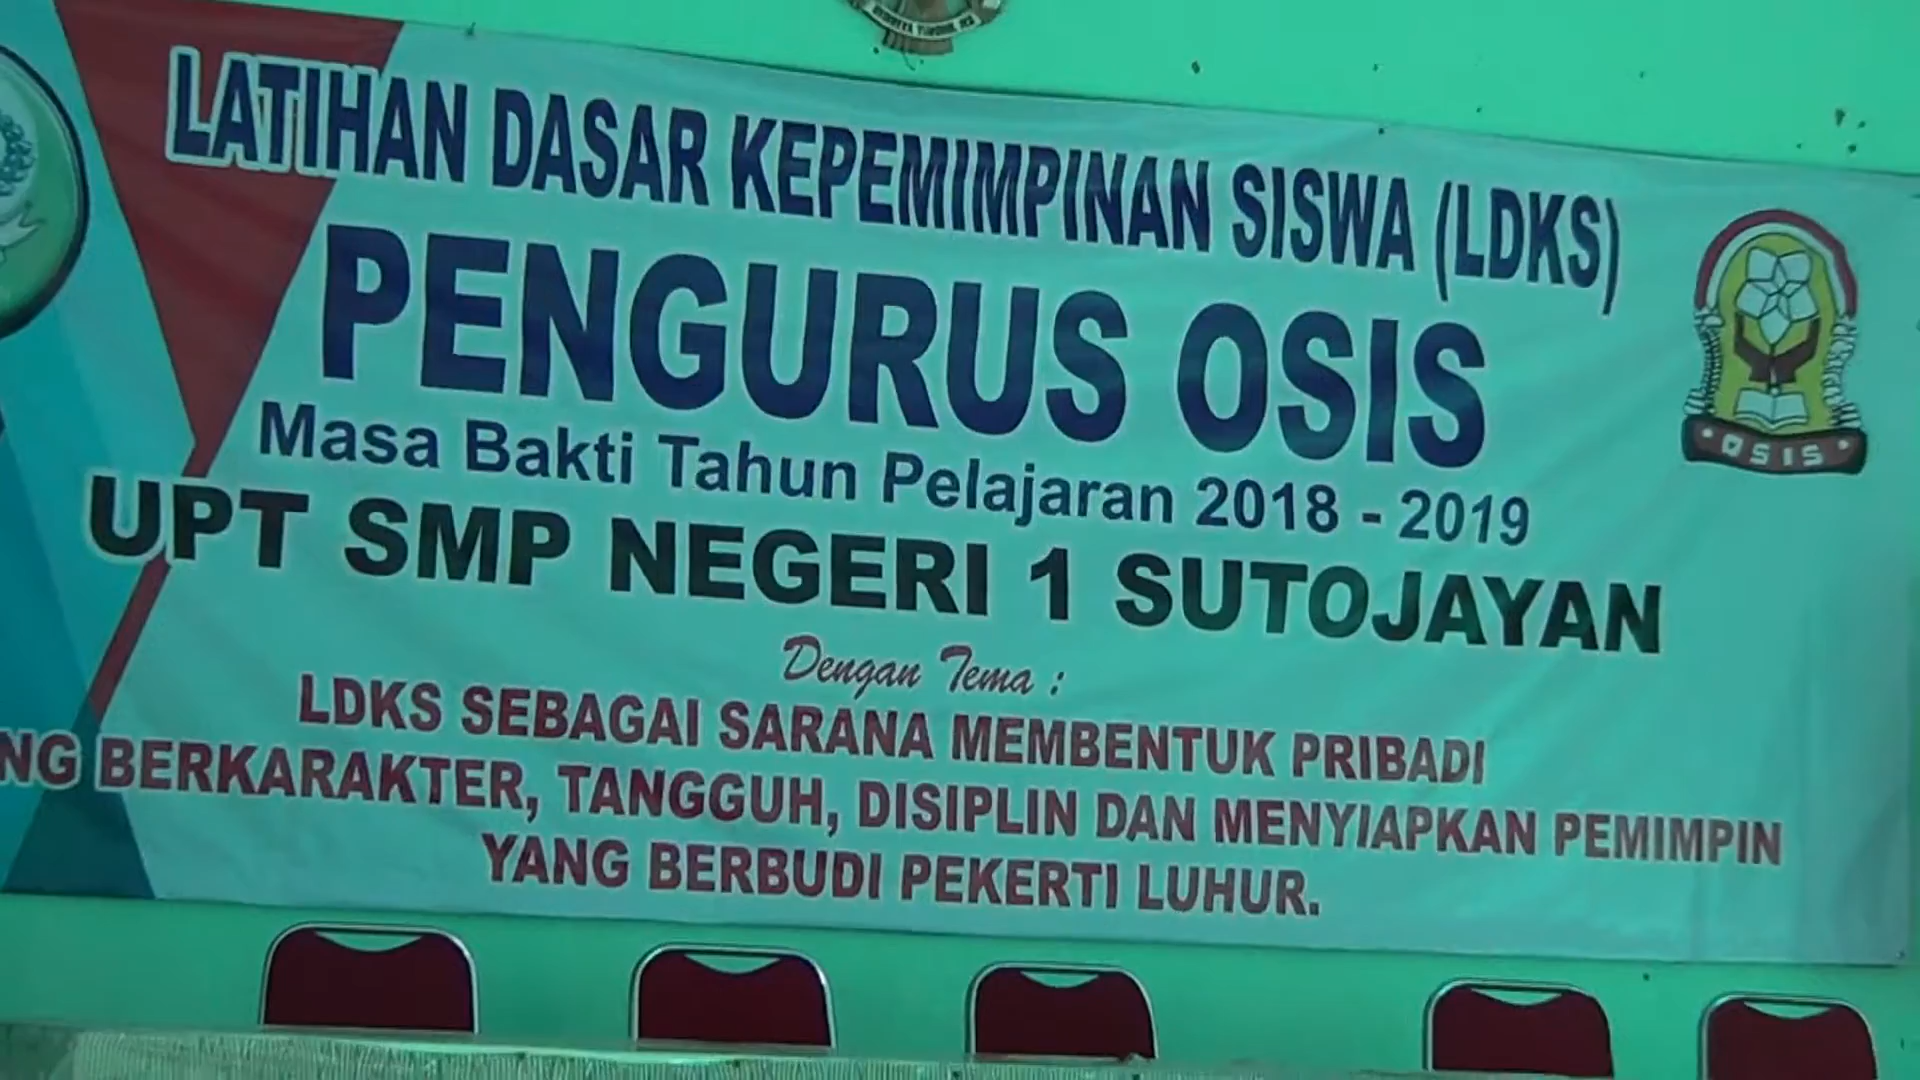 LATIHAN DASAR KEPEMIMPINAN SISWA (LDKS)
PENGURUS OSIS
Masa Bakti Tahun Pelajaran 2018 - 2019
UPT SMP NEGERI 1 SUTOJAYAN
Dengan Tema :
LDKS SEBAGAI SARANA MEMBENTUK PRIBADI
NG BERKARAKTER, TANGGUH, DISIPLIN DAN MENYIAPKAN PEMIMPIN
YANG BERBUDI PEKERTI LUHUR.
OSIS